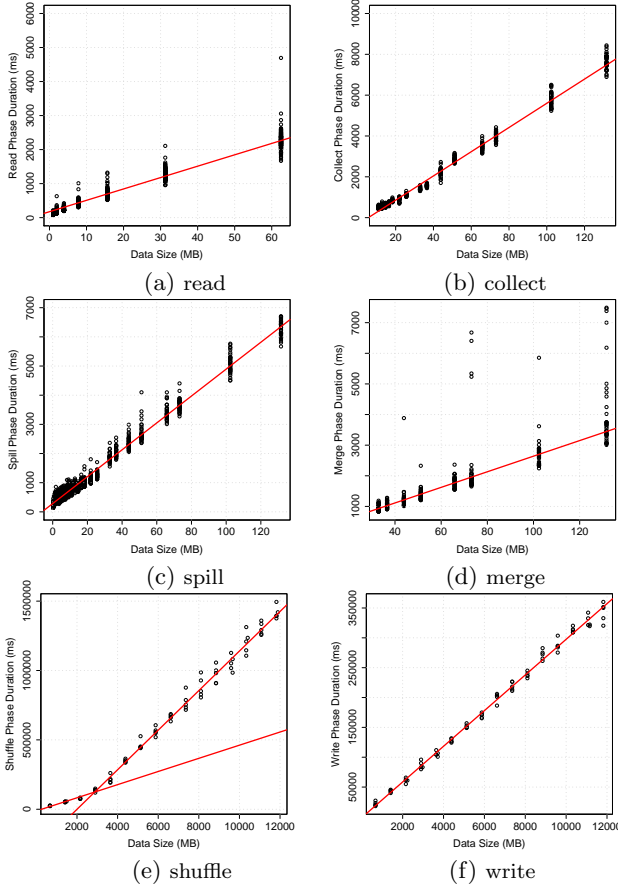 Read Phase Duration (ms)
0 1000 2000 3000 4000 5000 6000
0 10 20 30 40 50 60
Data Size (MB)
(a) read
Collect Phase Duration (ms)
0 2000 4000 6000 8000 10000
20 40 60 80 100 120
Data Size (MB)
(b) collect
Spill Phase Duration (ms)
0 1000 3000 5000 7000
0 20 40 60 80 100 120
Data Size (MB)
(c) spill
Merge Phase Duration (ms)
1000 3000 5000 7000
40 60 80 100 120
Data Size (MB)
(d) merge
Shuffle Phase Duration (ms)
0 500000 1000000 1500000
2000 4000 6000 8000 10000 12000
Data Size (MB)
(e) shuffle
Write Phase Duration (ms)
50000 150000 250000 350000
2000 4000 6000 8000 10000 12000
Data Size (MB)
(f) write